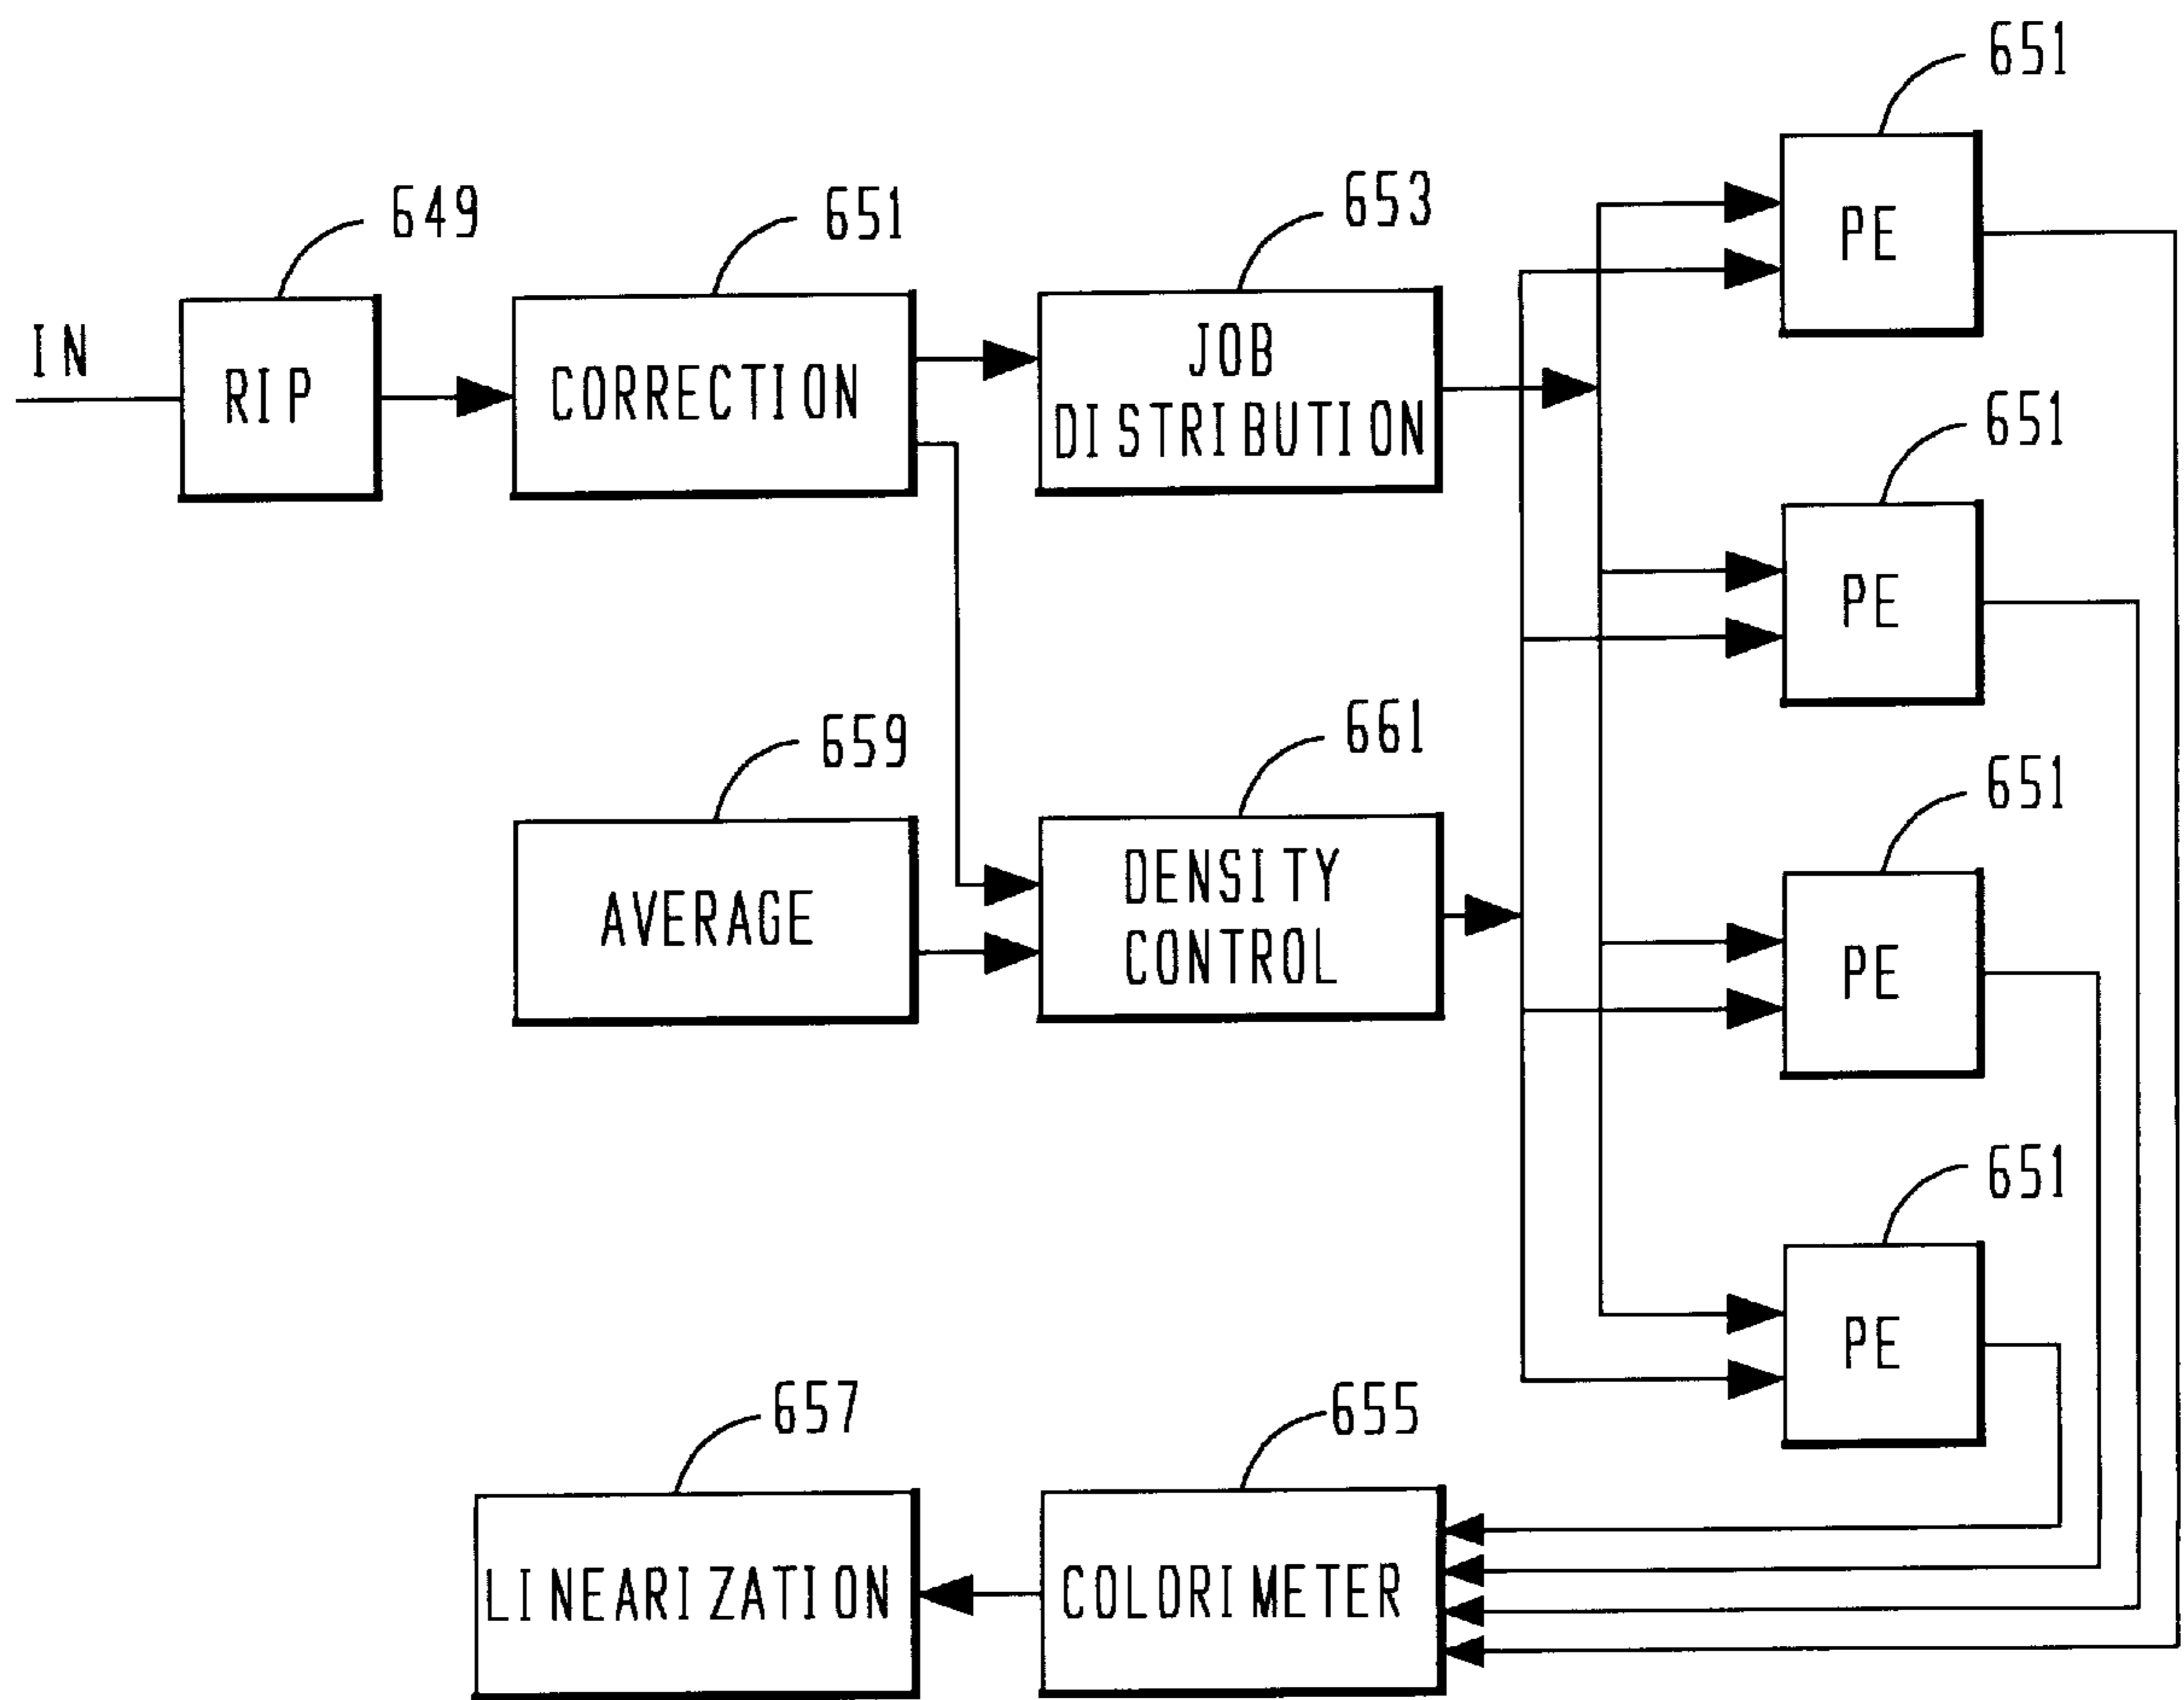 651
649
651
653
PE
IN
RIP
CORRECTION
JOB
DISTRIBUTION
651
PE
659
661
651
AVERAGE
DENSITY
CONTROL
PE
651
PE
657
655
LINEARIZATION
COLORIMETER